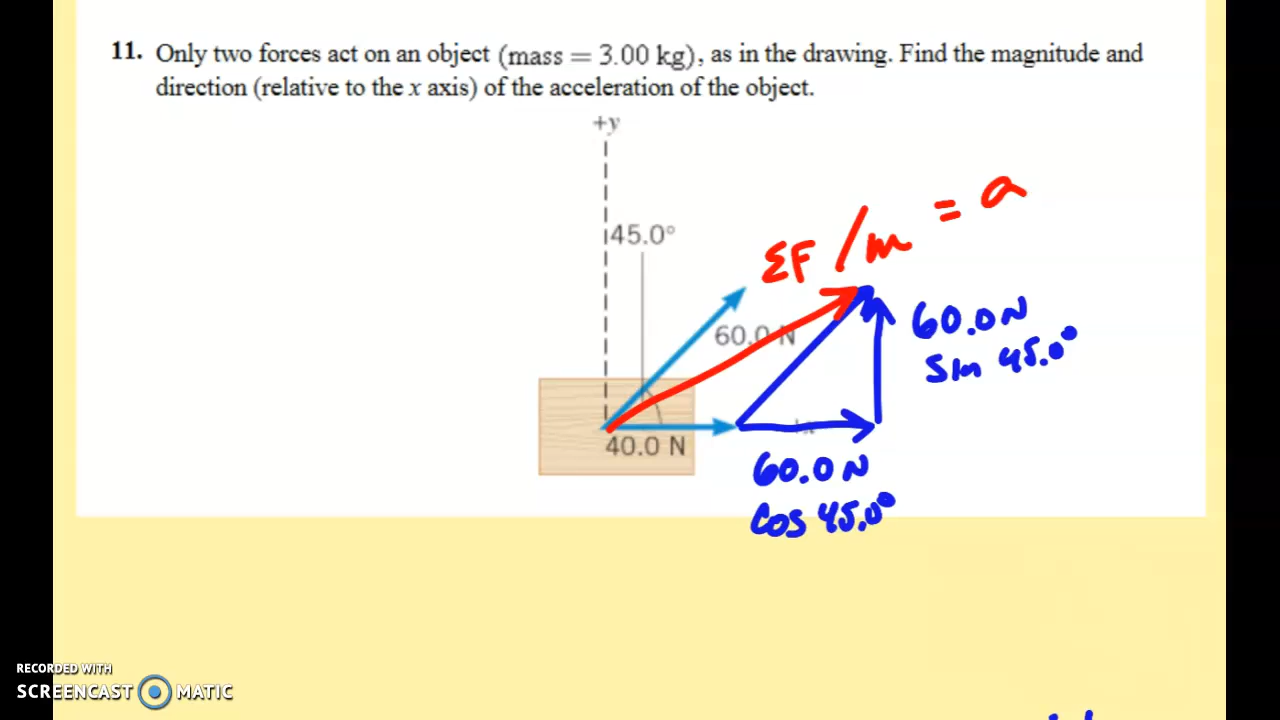 11. Only two forces act on an object (mass = 3.00 kg), as in the drawing. Find the magnitude and
direction (relative to the x axis) of the acceleration of the object.
+y
45.0°
ΣF / m = a
60.0 N
40.0 N
60.0 N
sin 45.0°
60.0 N
cos 45.0°
RECORDED WITH
SCREENCAST MATIC